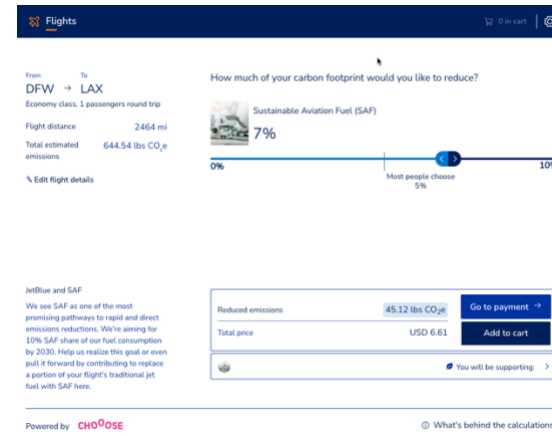 Flights
0 in cart
From To
DFW → LAX
Economy class, 1 passengers round trip
Flight distance 2464 mi
Total estimated emissions 644.54 lbs CO₂e
Edit flight details
How much of your carbon footprint would you like to reduce?
Sustainable Aviation Fuel (SAF)
7%
0% 10%
Most people choose
5%
JetBlue and SAF
We see SAF as one of the most
promising pathways to rapid and direct
emissions reductions. We're aiming for
10% SAF share of our fuel consumption
by 2030. Help us realize this goal or even
pull it forward by contributing to replace
a portion of your flight's traditional jet
fuel with SAF here.
Reduced emissions 45.12 lbs CO₂e
Total price USD 6.61
Go to payment →
Add to cart
You will be supporting:
Powered by CHOOOSE
What's behind the calculations